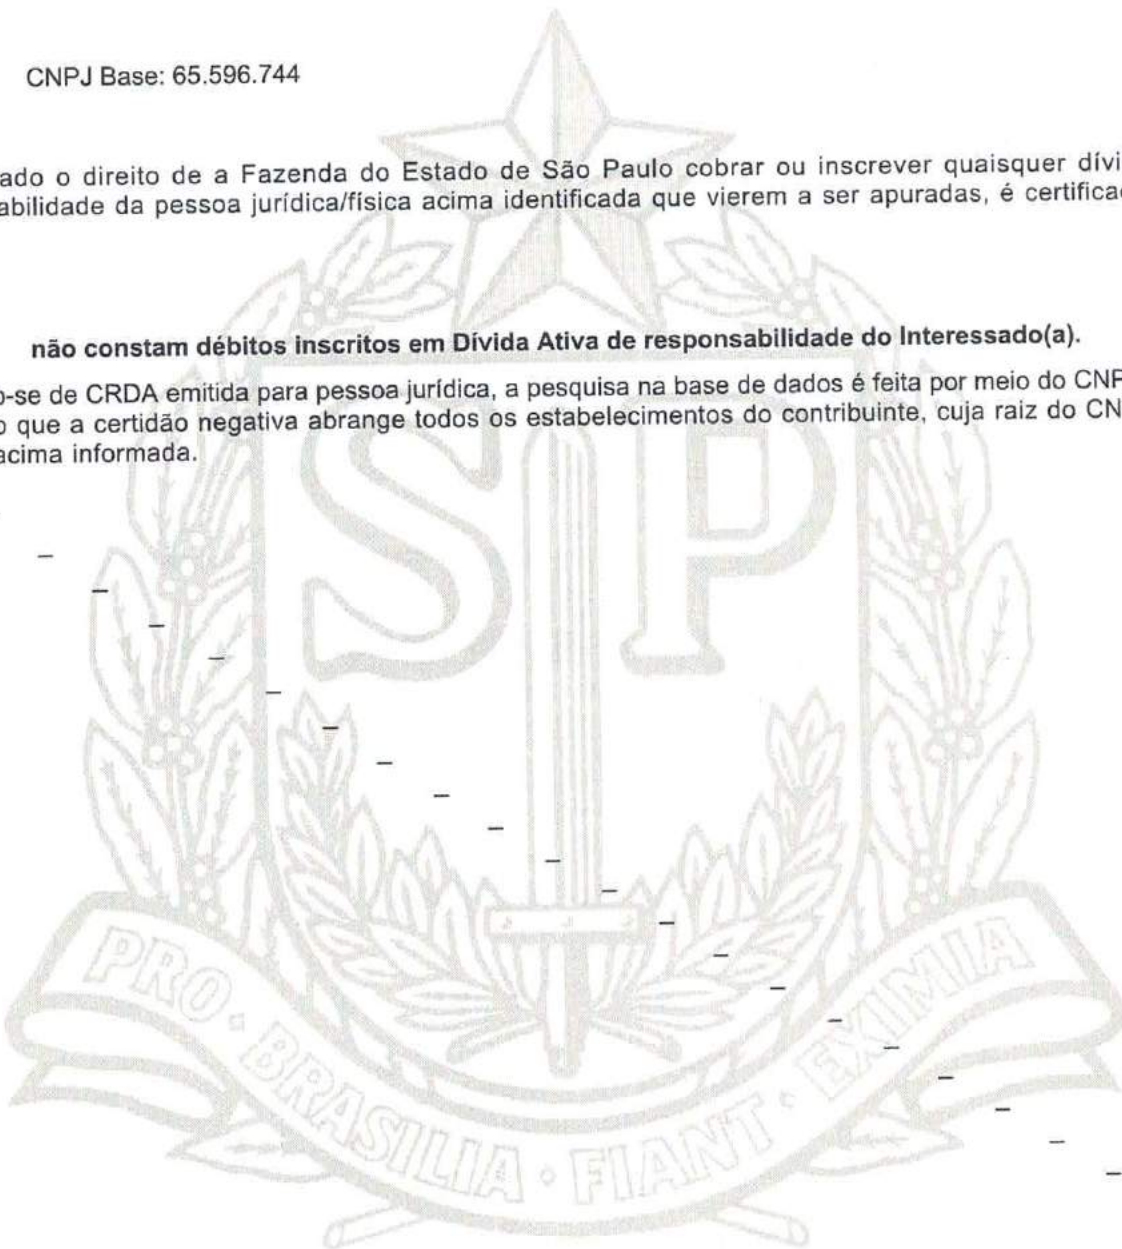 CNPJ Base: 65.596.744
ado o direito de a Fazenda do Estado de São Paulo cobrar ou inscrever quaisquer dívi
abilidade da pessoa jurídica/física acima identificada que vierem a ser apuradas, é certifica
não constam débitos inscritos em Dívida Ativa de responsabilidade do Interessado(a).
o-se de CRDA emitida para pessoa jurídica, a pesquisa na base de dados é feita por meio do CNP
o que a certidão negativa abrange todos os estabelecimentos do contribuinte, cuja raiz do CN
acima informada.
SP
PRO · BRASILIA · FIANT · EXIMIA